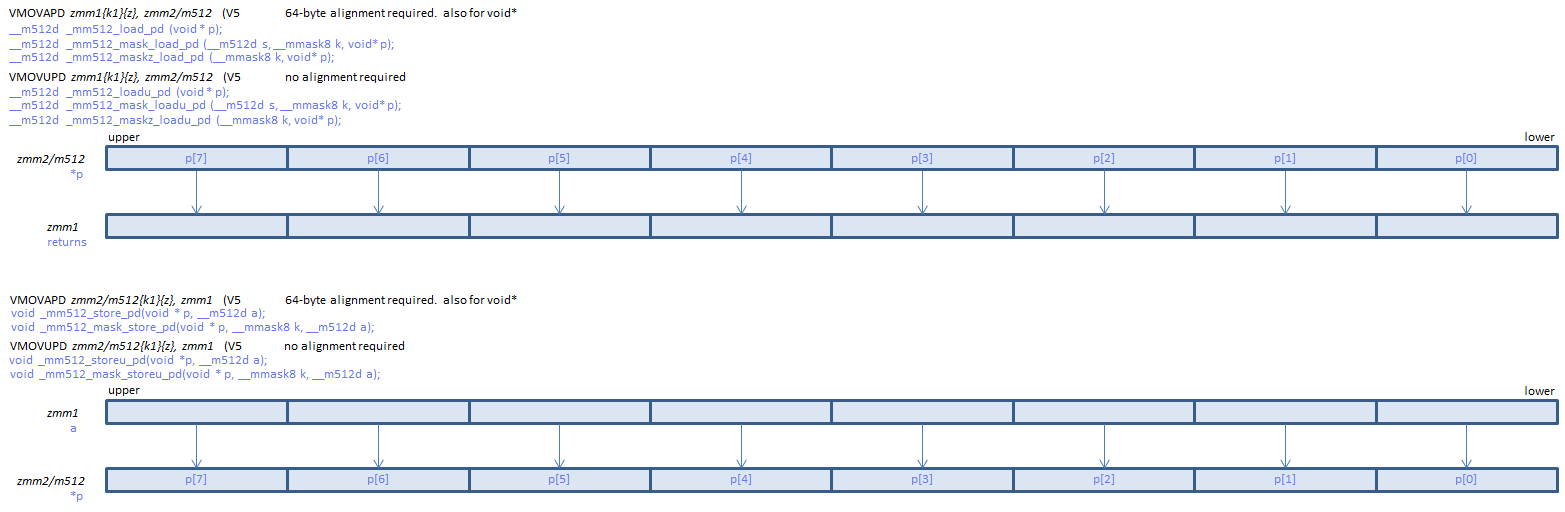 VMOVAPD zmm1{k1}{z}, zmm2/m512 (V5 64-byte alignment required. also for void*
__m512d _mm512_load_pd (void* p);
__m512d _mm512_mask_load_pd (__m512d s, __mmask8 k, void* p);
__m512d _mm512_maskz_load_pd (__mmask8 k, void* p);
VMOVUPD zmm1{k1}{z}, zmm2/m512 (V5 no alignment required
__m512d _mm512_loadu_pd (void* p);
__m512d _mm512_mask_loadu_pd (__m512d s, __mmask8 k, void* p);
__m512d _mm512_maskz_loadu_pd (__mmask8 k, void* p);
upper lower
zmm2/m512 p[7] p[6] p[5] p[4] p[3] p[2] p[1] p[0]
*p
zmm1
returns
VMOVAPD zmm2/m512{k1}{z}, zmm1 (V5 64-byte alignment required. also for void*
void _mm512_store_pd(void * p, __m512d a);
void _mm512_mask_store_pd(void * p, __mmask8 k, __m512d a);
VMOVUPD zmm2/m512{k1}{z}, zmm1 (V5 no alignment required
void _mm512_storeu_pd(void *p, __m512d a);
void _mm512_mask_storeu_pd(void * p, __mmask8 k, __m512d a);
upper lower
zmm1
a
zmm2/m512 p[7] p[6] p[5] p[4] p[3] p[2] p[1] p[0]
*p